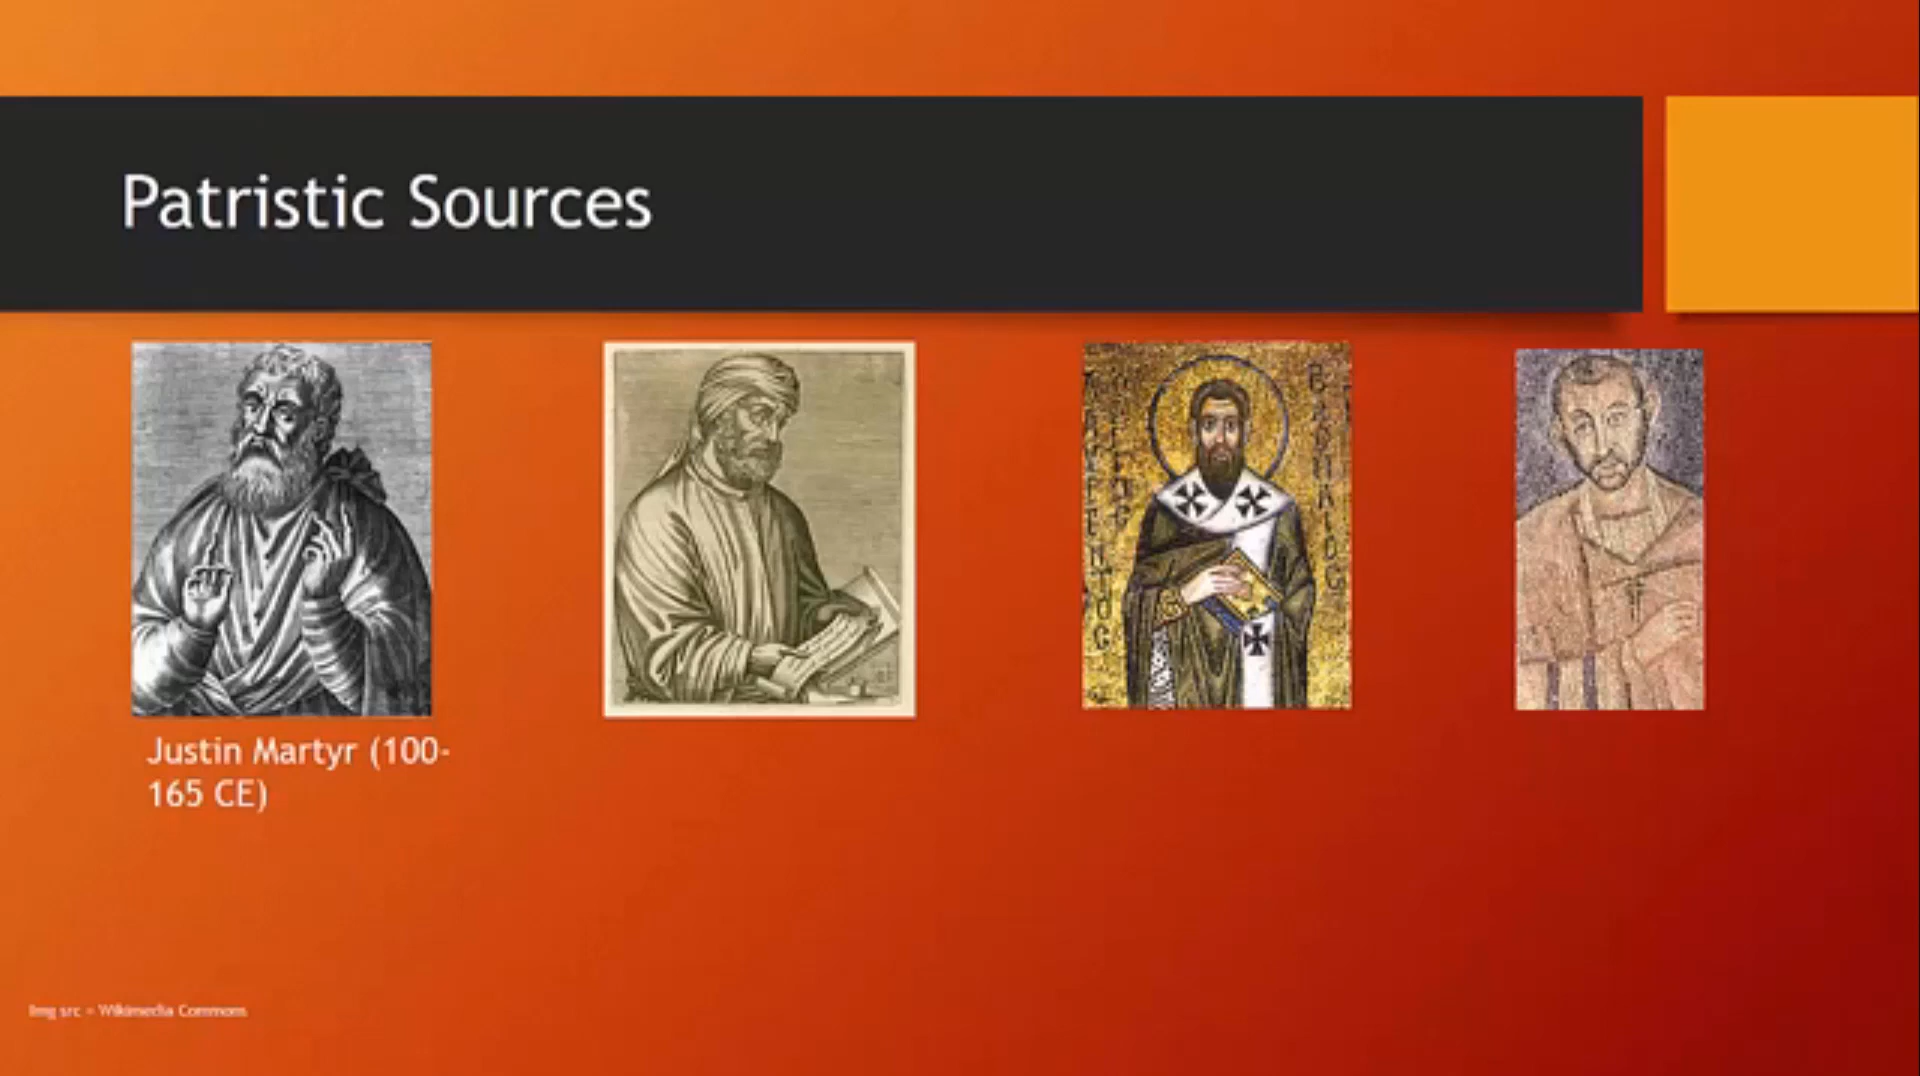 Patristic Sources
Justin Martyr (100-
165 CE)
Img src = Wikimedia Commons